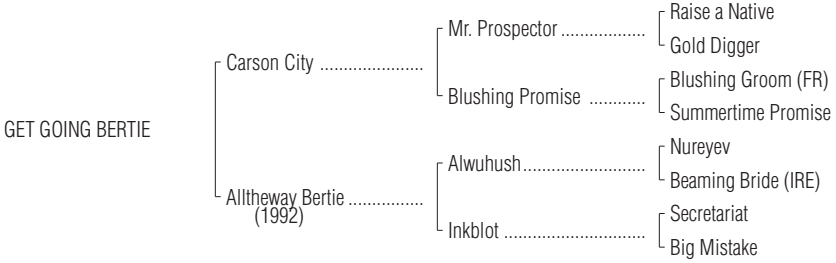 Raise a Native
Mr. Prospector ..................
Gold Digger
Carson City ......................
Blushing Groom (FR)
Blushing Promise ............
Summertime Promise
GET GOING BERTIE
Nureyev
Alwuhush..........................
Beaming Bride (IRE)
Alltheway Bertie ................
(1992)
Secretariat
Inkblot ..............................
Big Mistake